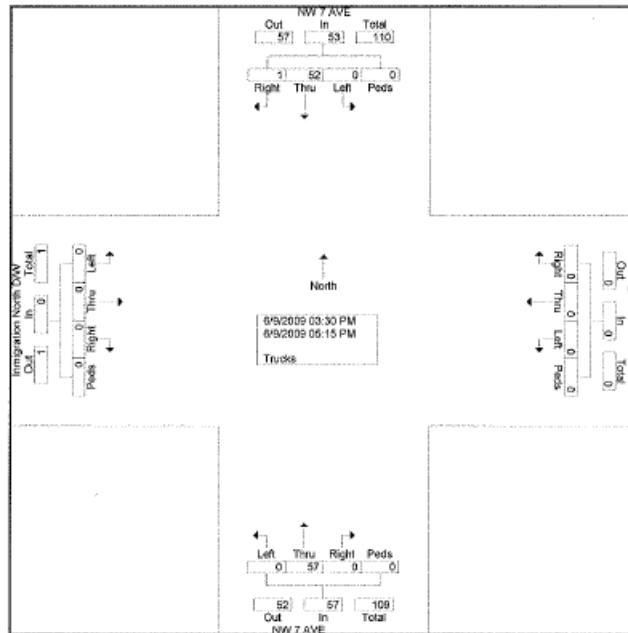 NW 7 AVE
Out In Total
57 53 110
1 52 0 0
Right Thru Left Peds
Immigration North D/W
Total In Out
1 0 1
0 0 0 0
Left Thru Right Peds
North
6/9/2009 03:30 PM
6/9/2009 05:15 PM
Trucks
Right Thru Left Peds
0 0 0 0
Out In Total
0 0 0
Left Thru Right Peds
0 57 0 0
52 57 109
Out In Total
NW 7 AVE